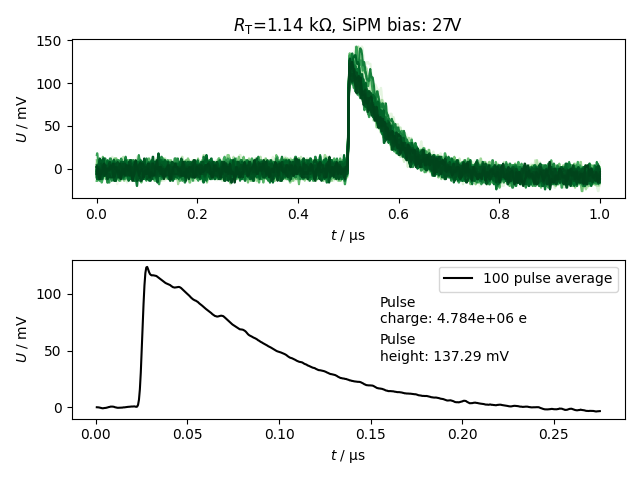 R_T=1.14 kΩ, SiPM bias: 27V
150
100
50
0
U / mV
0.0 0.2 0.4 0.6 0.8 1.0
t / μs
100 pulse average
Pulse
charge: 4.784e+06 e
Pulse
height: 137.29 mV
100
50
0
U / mV
0.00 0.05 0.10 0.15 0.20 0.25
t / μs